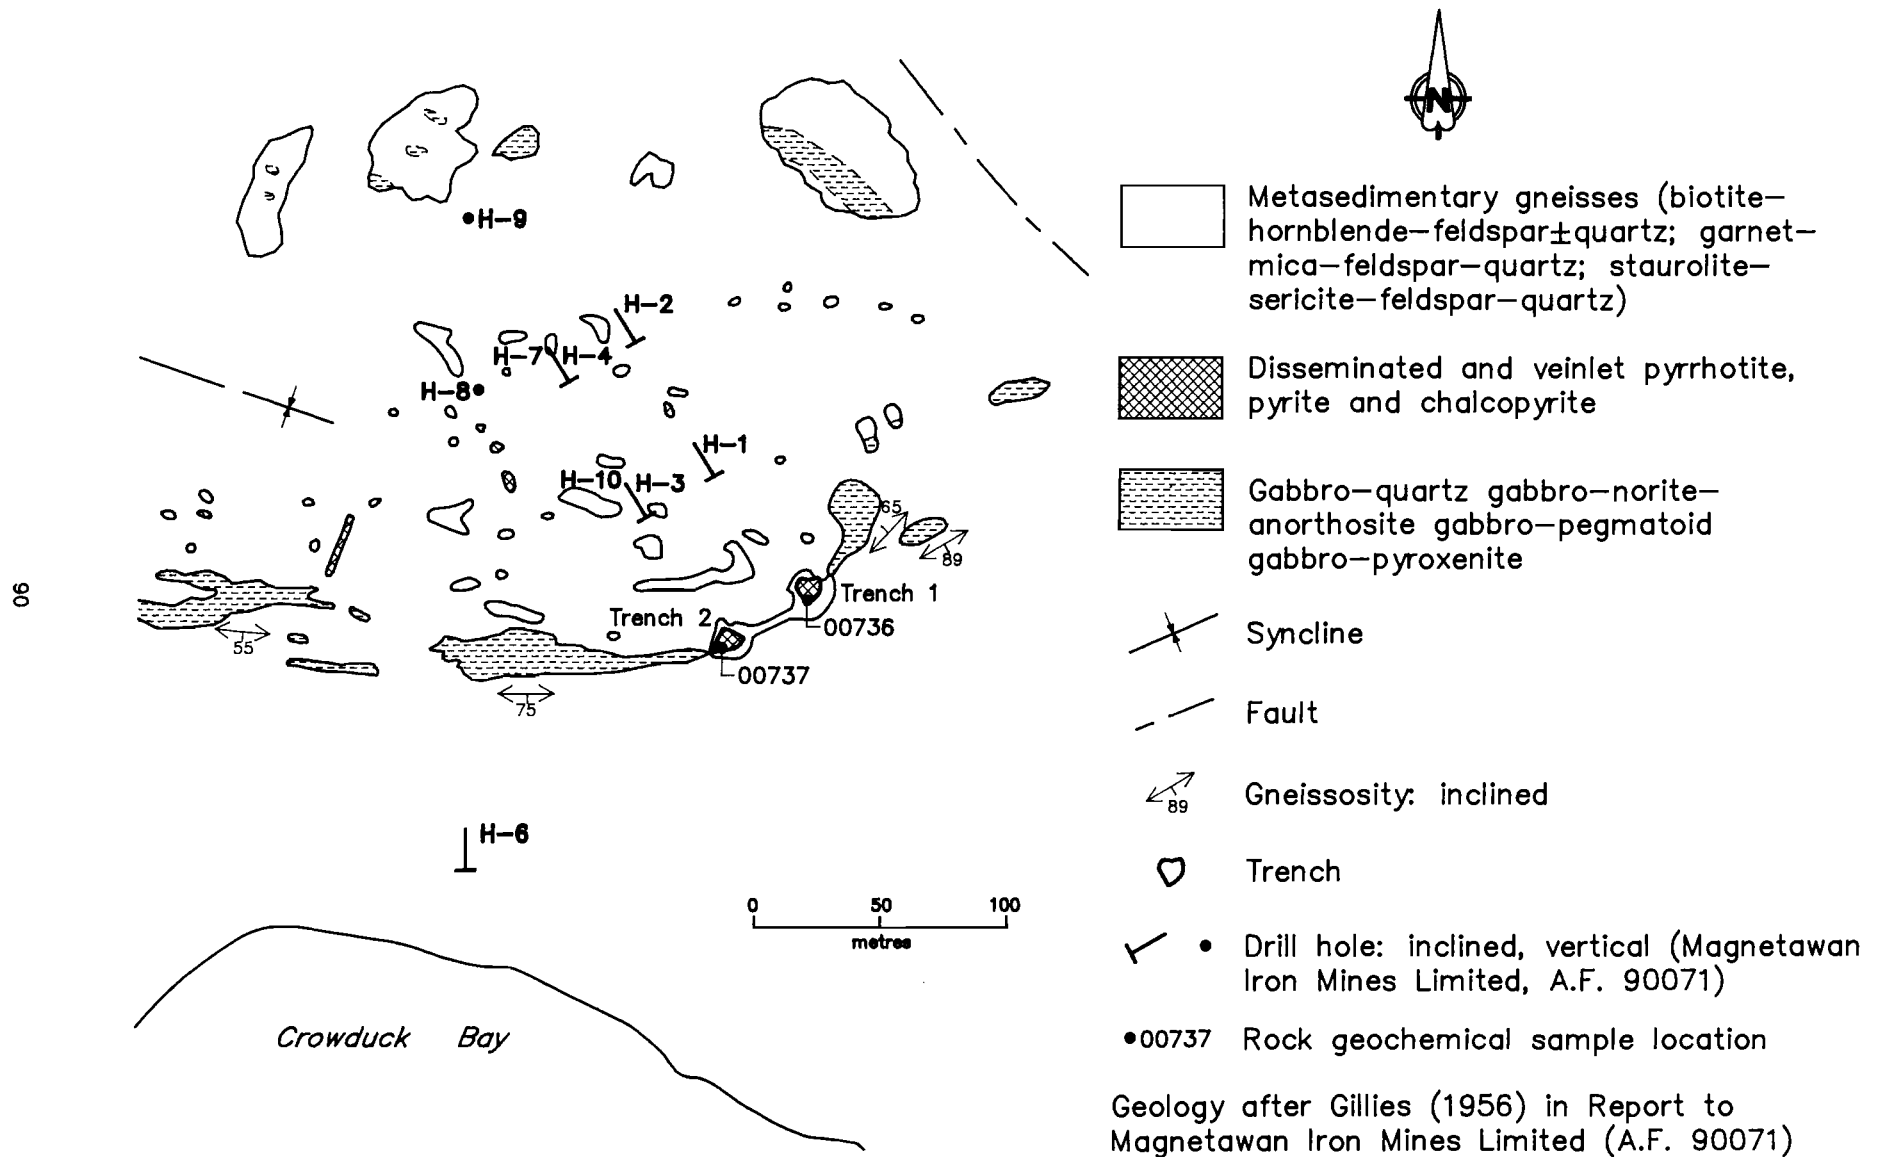 N
H-9
H-2
H-7
H-4
H-8
H-1
H-10
H-3
65
89
Trench 1
00736
Trench 2
00737
55
75
90
H-6
0 50 100
metres
Crowduck Bay
Metasedimentary gneisses (biotite-
hornblende-feldspar±quartz; garnet-
mica-feldspar-quartz; staurolite-
sericite-feldspar-quartz)
Disseminated and veinlet pyrrhotite,
pyrite and chalcopyrite
Gabbro-quartz gabbro-norite-
anorthosite gabbro-pegmatoid
gabbro-pyroxenite
Syncline
Fault
89
Gneissosity: inclined
Trench
Drill hole: inclined, vertical (Magnetawan
Iron Mines Limited, A.F. 90071)
00737 Rock geochemical sample location
Geology after Gillies (1956) in Report to
Magnetawan Iron Mines Limited (A.F. 90071)